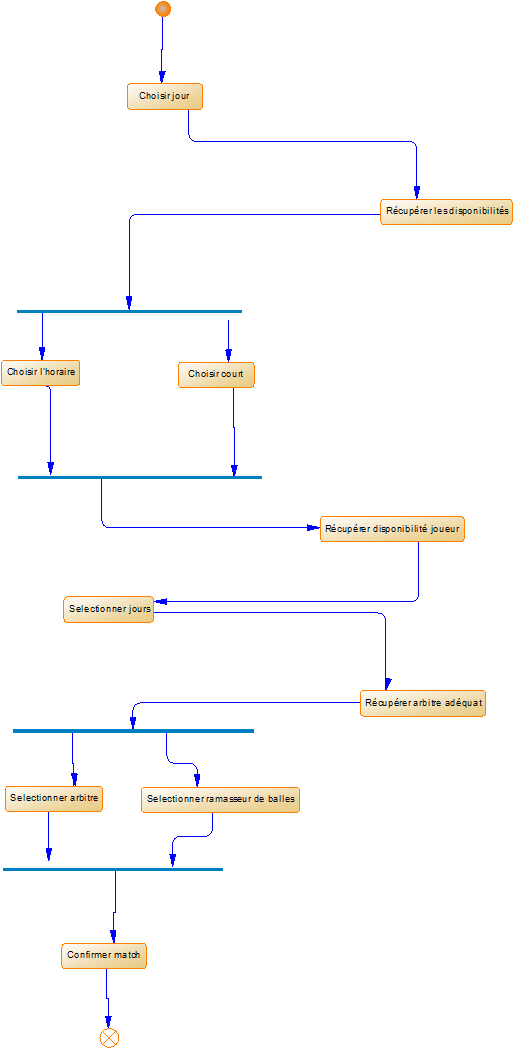 Choisir jour
Récupérer les disponibilités
Choisir l'horaire
Choisir court
Récupérer disponibilité joueur
Selectionner jours
Récupérer arbitre adéquat
Selectionner arbitre
Selectionner ramasseur de balles
Confirmer match